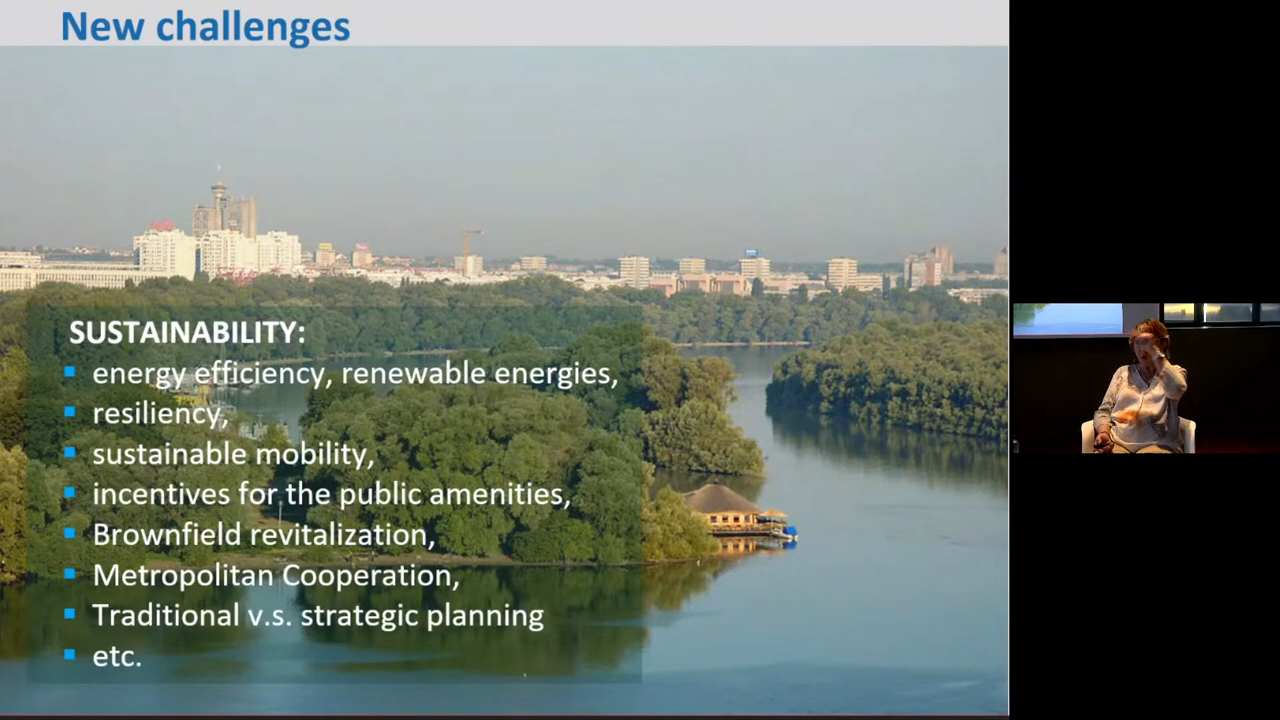 New challenges
SUSTAINABILITY:
energy efficiency, renewable energies,
resiliency,
sustainable mobility,
incentives for the public amenities,
Brownfield revitalization,
Metropolitan Cooperation,
Traditional v.s. strategic planning
etc.